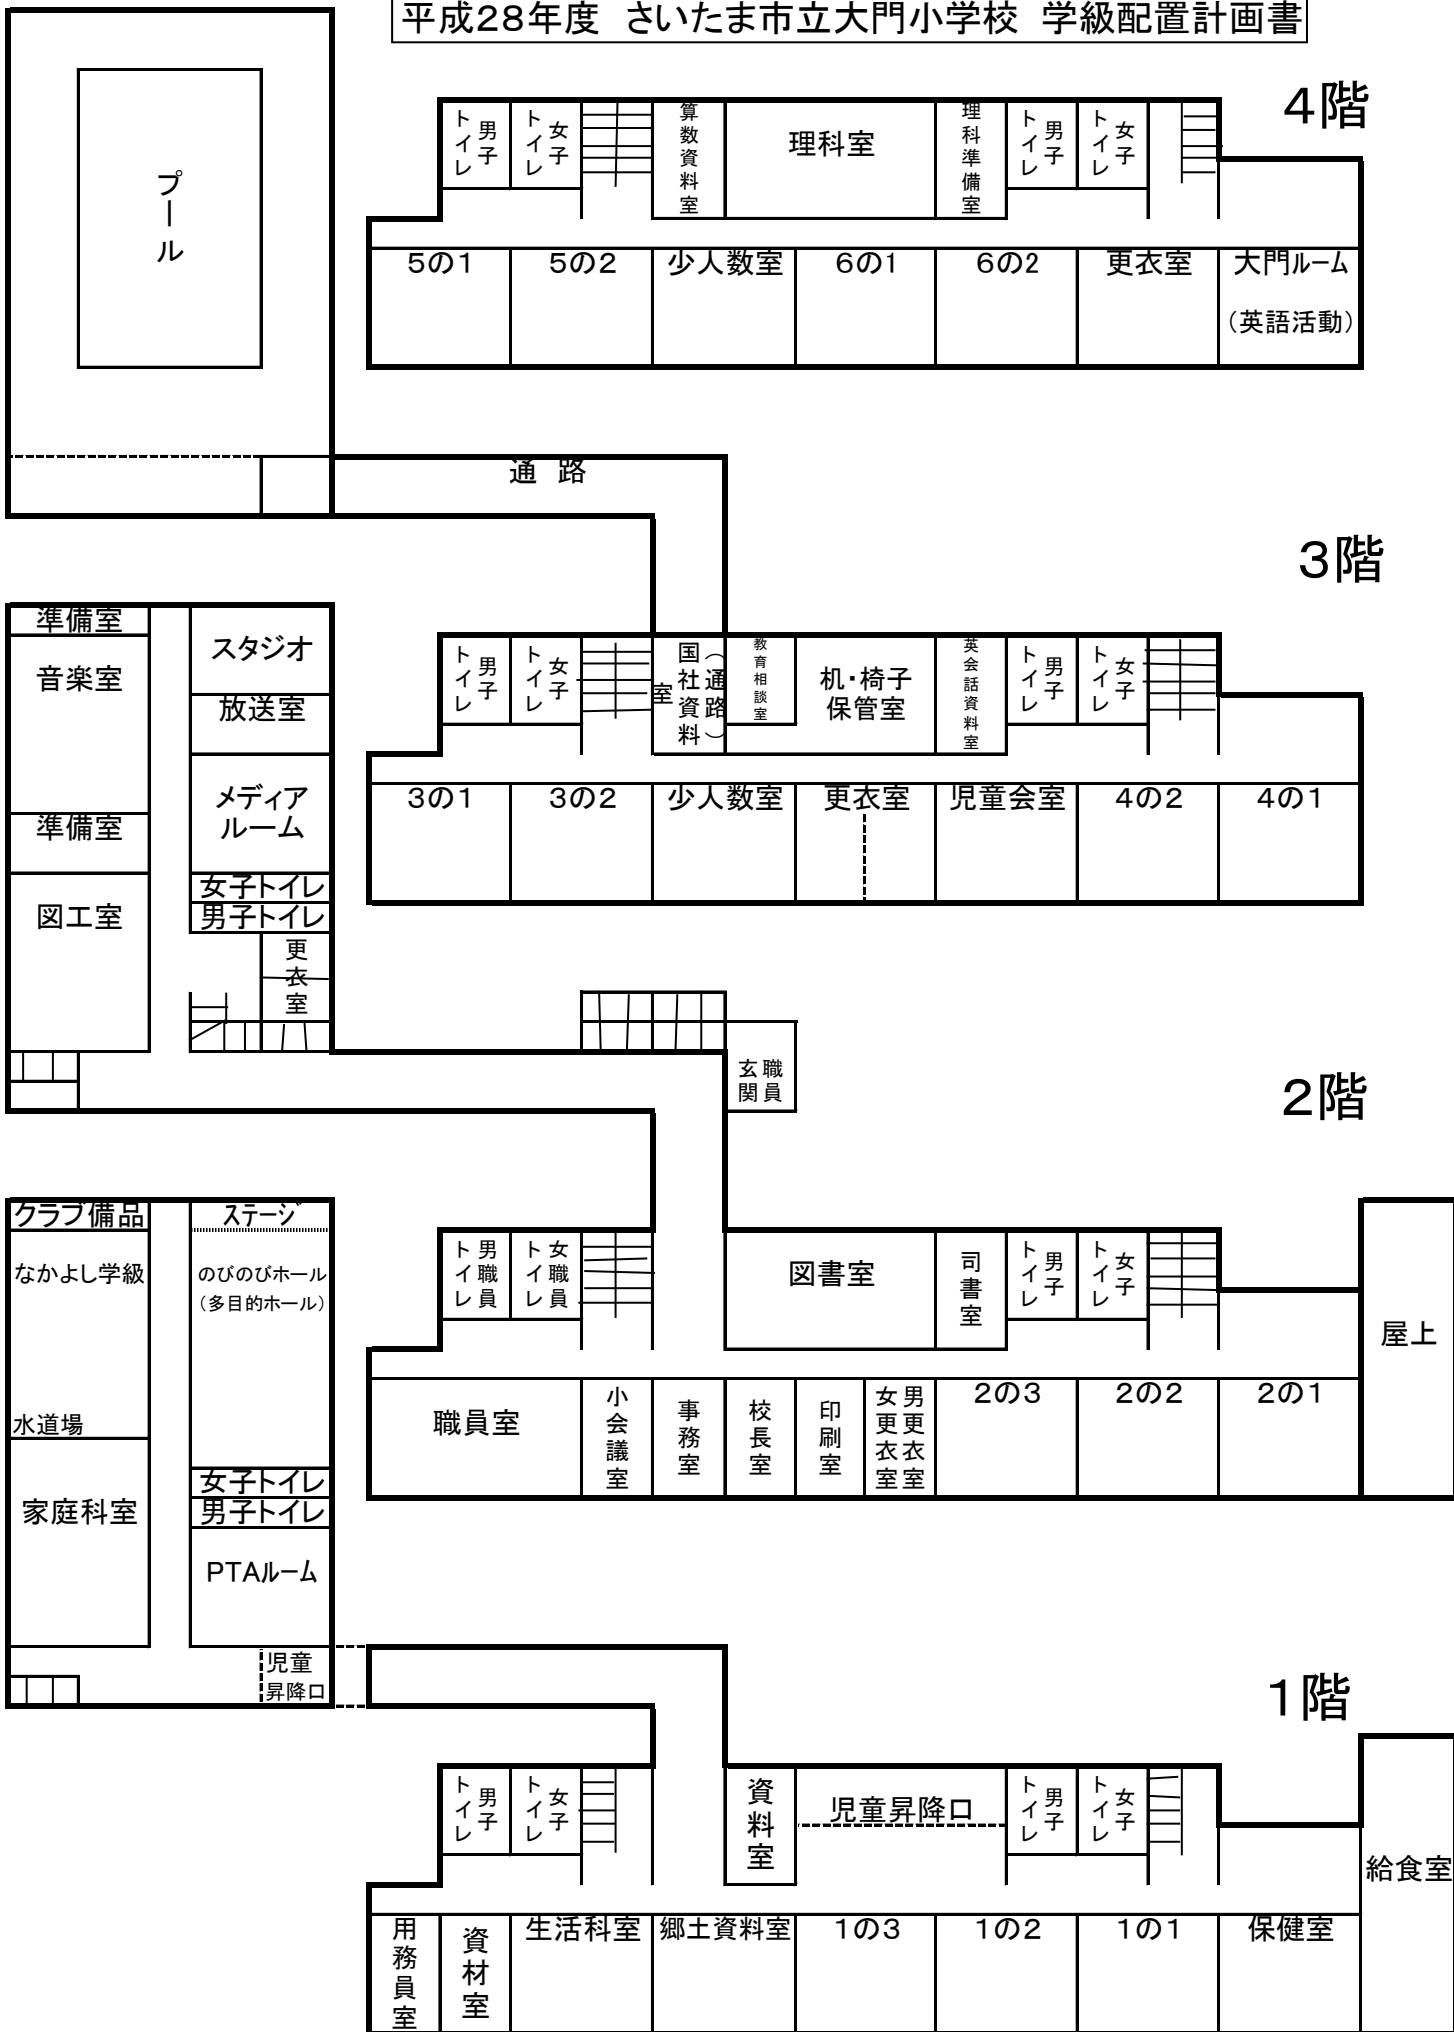 平成28年度 さいたま市立大門小学校 学級配置計画書
4階
プール
男子トイレ
女子トイレ
算数資料室
理科室
理科準備室
男子トイレ
女子トイレ
5の1
5の2
少人数室
6の1
6の2
更衣室
大門ルーム
（英語活動）
通 路
3階
準備室
音楽室
準備室
図工室
スタジオ
放送室
メディア
ルーム
女子トイレ
男子トイレ
更衣室
男子トイレ
女子トイレ
（通路）
国社資料室
教育相談室
机・椅子
保管室
英会話資料室
男子トイレ
女子トイレ
3の1
3の2
少人数室
更衣室
児童会室
4の2
4の1
職員玄関
2階
クラブ備品
なかよし学級
水道場
家庭科室
ステージ
のびのびホール
（多目的ホール）
女子トイレ
男子トイレ
PTAルーム
児童
昇降口
男職員トイレ
女職員トイレ
図書室
司書室
男子トイレ
女子トイレ
屋上
職員室
小会議室
事務室
校長室
印刷室
男更衣室
女更衣室
2の3
2の2
2の1
1階
男子トイレ
女子トイレ
資料室
児童昇降口
男子トイレ
女子トイレ
給食室
用務員室
資材室
生活科室
郷土資料室
1の3
1の2
1の1
保健室